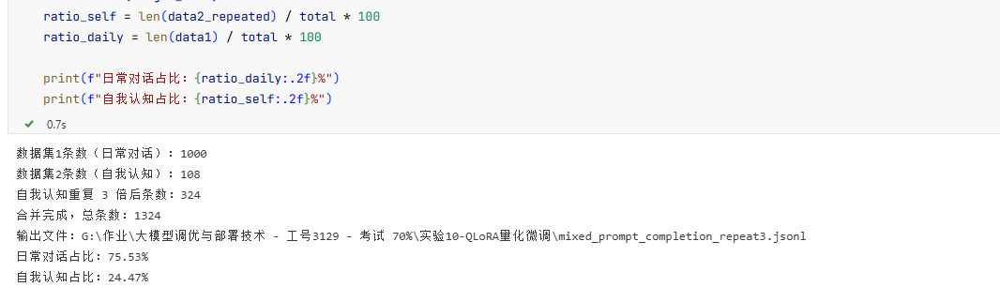 ratio_self = len(data2_repeated) / total * 100
ratio_daily = len(data1) / total * 100
print(f"日常对话占比：{ratio_daily:.2f}%")
print(f"自我认知占比：{ratio_self:.2f}%")
0.7s
数据集1条数（日常对话）：1000
数据集2条数（自我认知）：108
自我认知重复 3 倍后条数：324
合并完成，总条数：1324
输出文件：G:\作业\大模型调优与部署技术 - 工号3129 - 考试 70%\实验10-QLoRA量化微调\mixed_prompt_completion_repeat3.jsonl
日常对话占比：75.53%
自我认知占比：24.47%